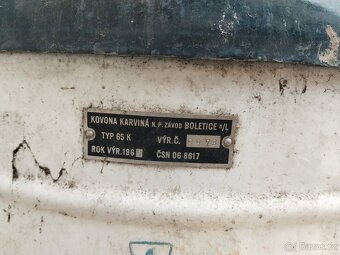 KOVONA KARVINÁ N. P. ZÁVOD BOLETICE n/L
TYP 65 K VÝR. Č.
ROK VÝR. 196 ČSN 06 8617